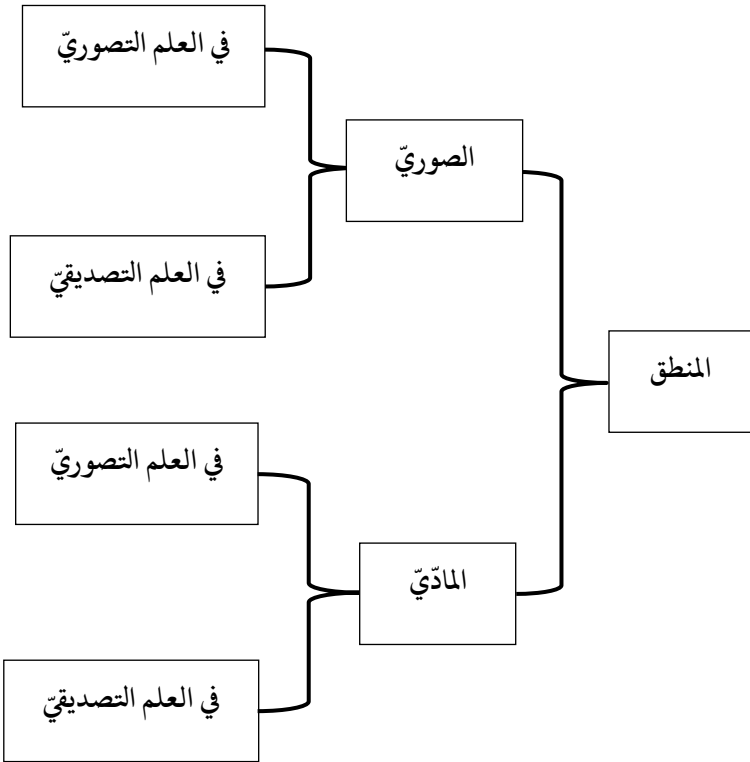 المنطق
الصوريّ
في العلم التصوريّ
في العلم التصديقيّ
المادّيّ
في العلم التصوريّ
في العلم التصديقيّ